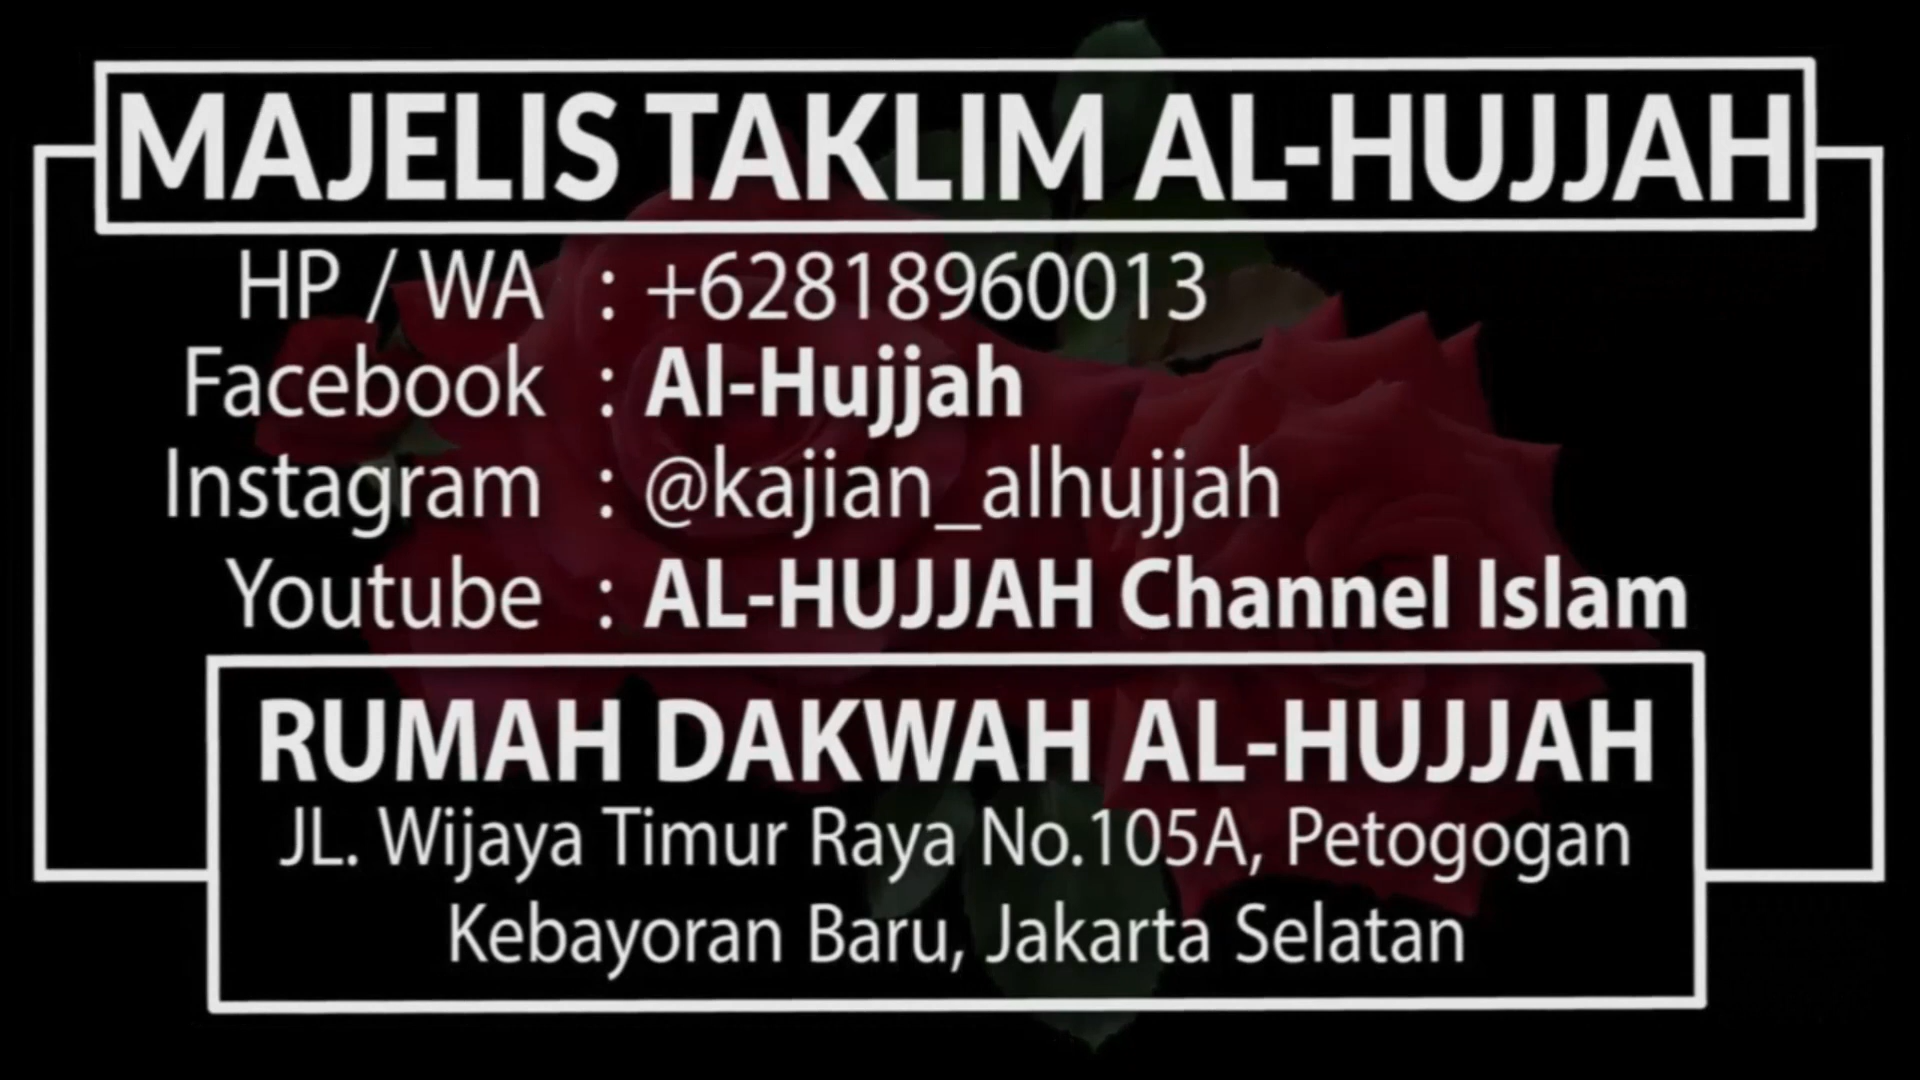 MAJELIS TAKLIM AL-HUJJAH
HP / WA : +62818960013
Facebook : Al-Hujjah
Instagram : @kajian_alhujjah
Youtube : AL-HUJJAH Channel Islam
RUMAH DAKWAH AL-HUJJAH
JL. Wijaya Timur Raya No.105A, Petogogan
Kebayoran Baru, Jakarta Selatan